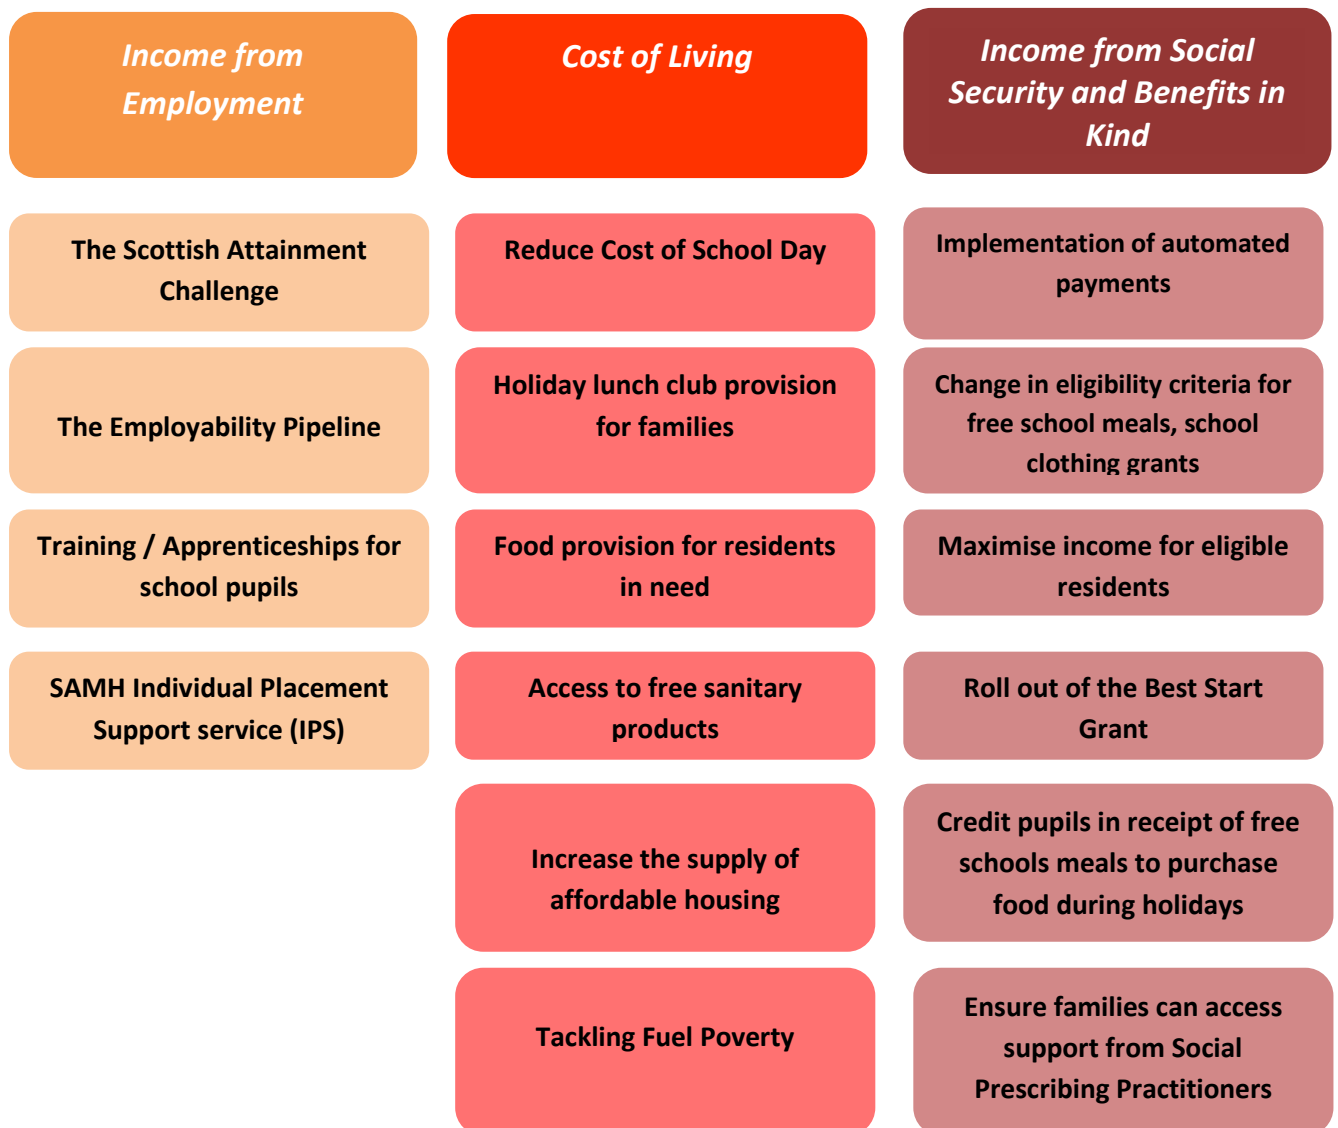 Income from
Employment
Cost of Living
Income from Social
Security and Benefits in
Kind
The Scottish Attainment
Challenge
Reduce Cost of School Day
Implementation of automated
payments
The Employability Pipeline
Holiday lunch club provision
for families
Change in eligibility criteria for
free school meals, school
clothing grants
Training / Apprenticeships for
school pupils
Food provision for residents
in need
Maximise income for eligible
residents
SAMH Individual Placement
Support service (IPS)
Access to free sanitary
products
Roll out of the Best Start
Grant
Increase the supply of
affordable housing
Credit pupils in receipt of free
schools meals to purchase
food during holidays
Tackling Fuel Poverty
Ensure families can access
support from Social
Prescribing Practitioners